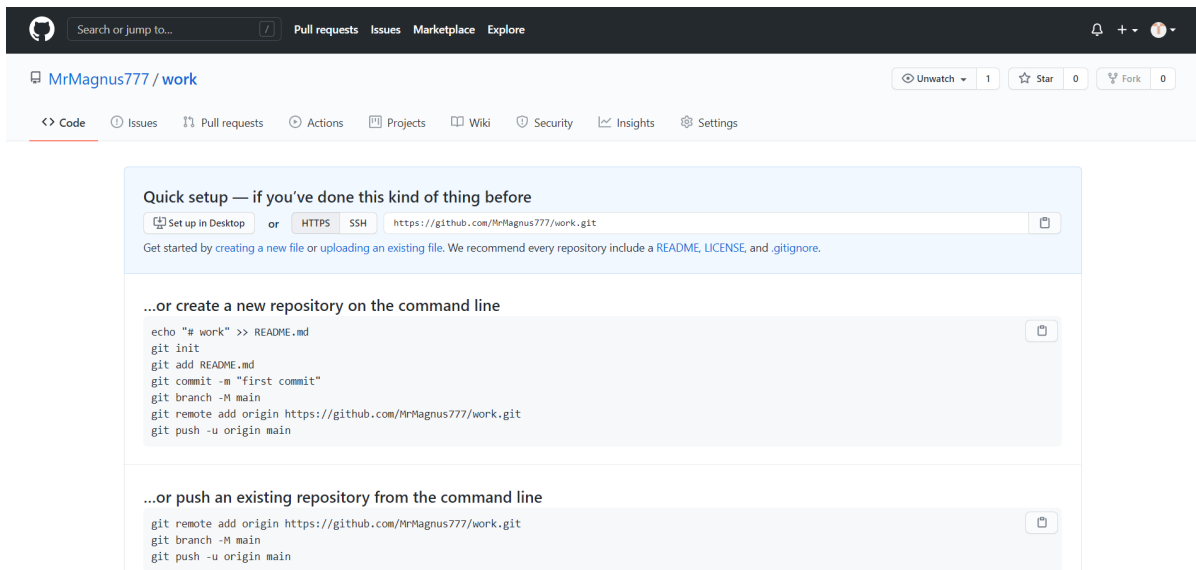 Search or jump to... / Pull requests Issues Marketplace Explore
MrMagnus777 / work Unwatch 1 Star 0 Fork 0
<> Code Issues Pull requests Actions Projects Wiki Security Insights Settings
Quick setup — if you've done this kind of thing before
Set up in Desktop or HTTPS SSH https://github.com/MrMagnus777/work.git
Get started by creating a new file or uploading an existing file. We recommend every repository include a README, LICENSE, and .gitignore.
...or create a new repository on the command line
echo "# work" >> README.md
git init
git add README.md
git commit -m "first commit"
git branch -M main
git remote add origin https://github.com/MrMagnus777/work.git
git push -u origin main
...or push an existing repository from the command line
git remote add origin https://github.com/MrMagnus777/work.git
git branch -M main
git push -u origin main